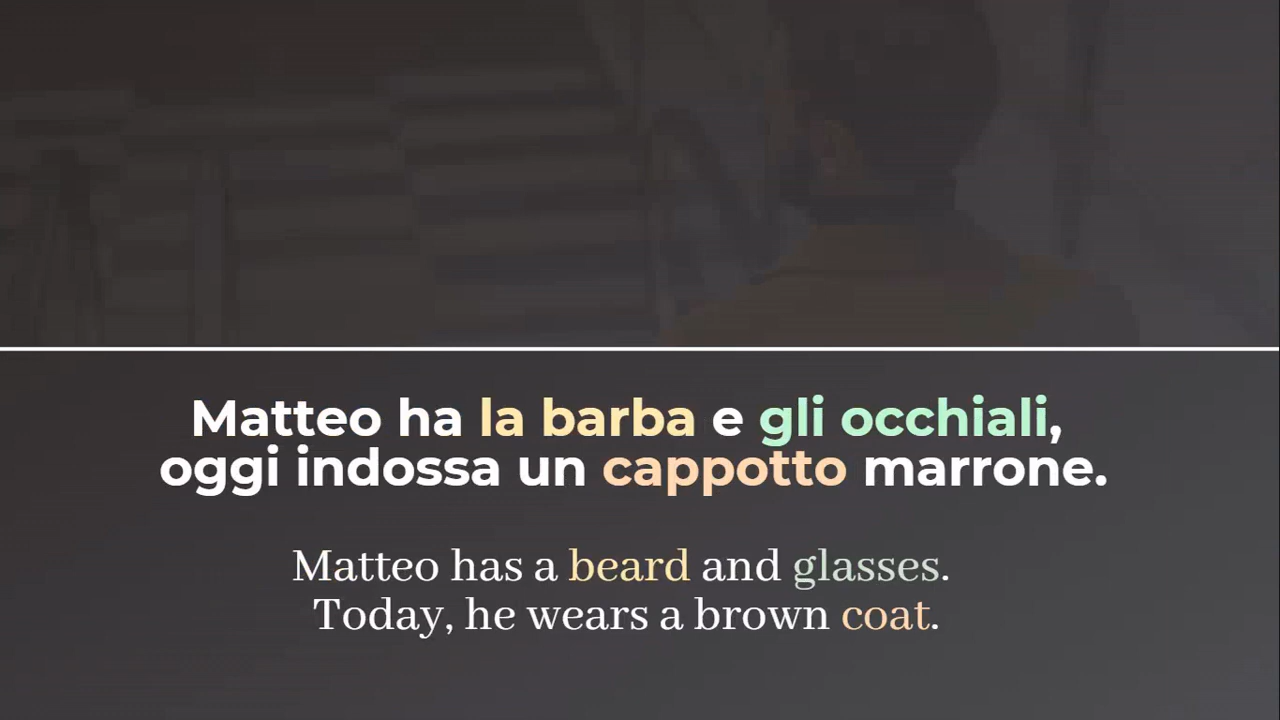 Matteo ha la barba e gli occhiali,
oggi indossa un cappotto marrone.
Matteo has a beard and glasses.
Today, he wears a brown coat.